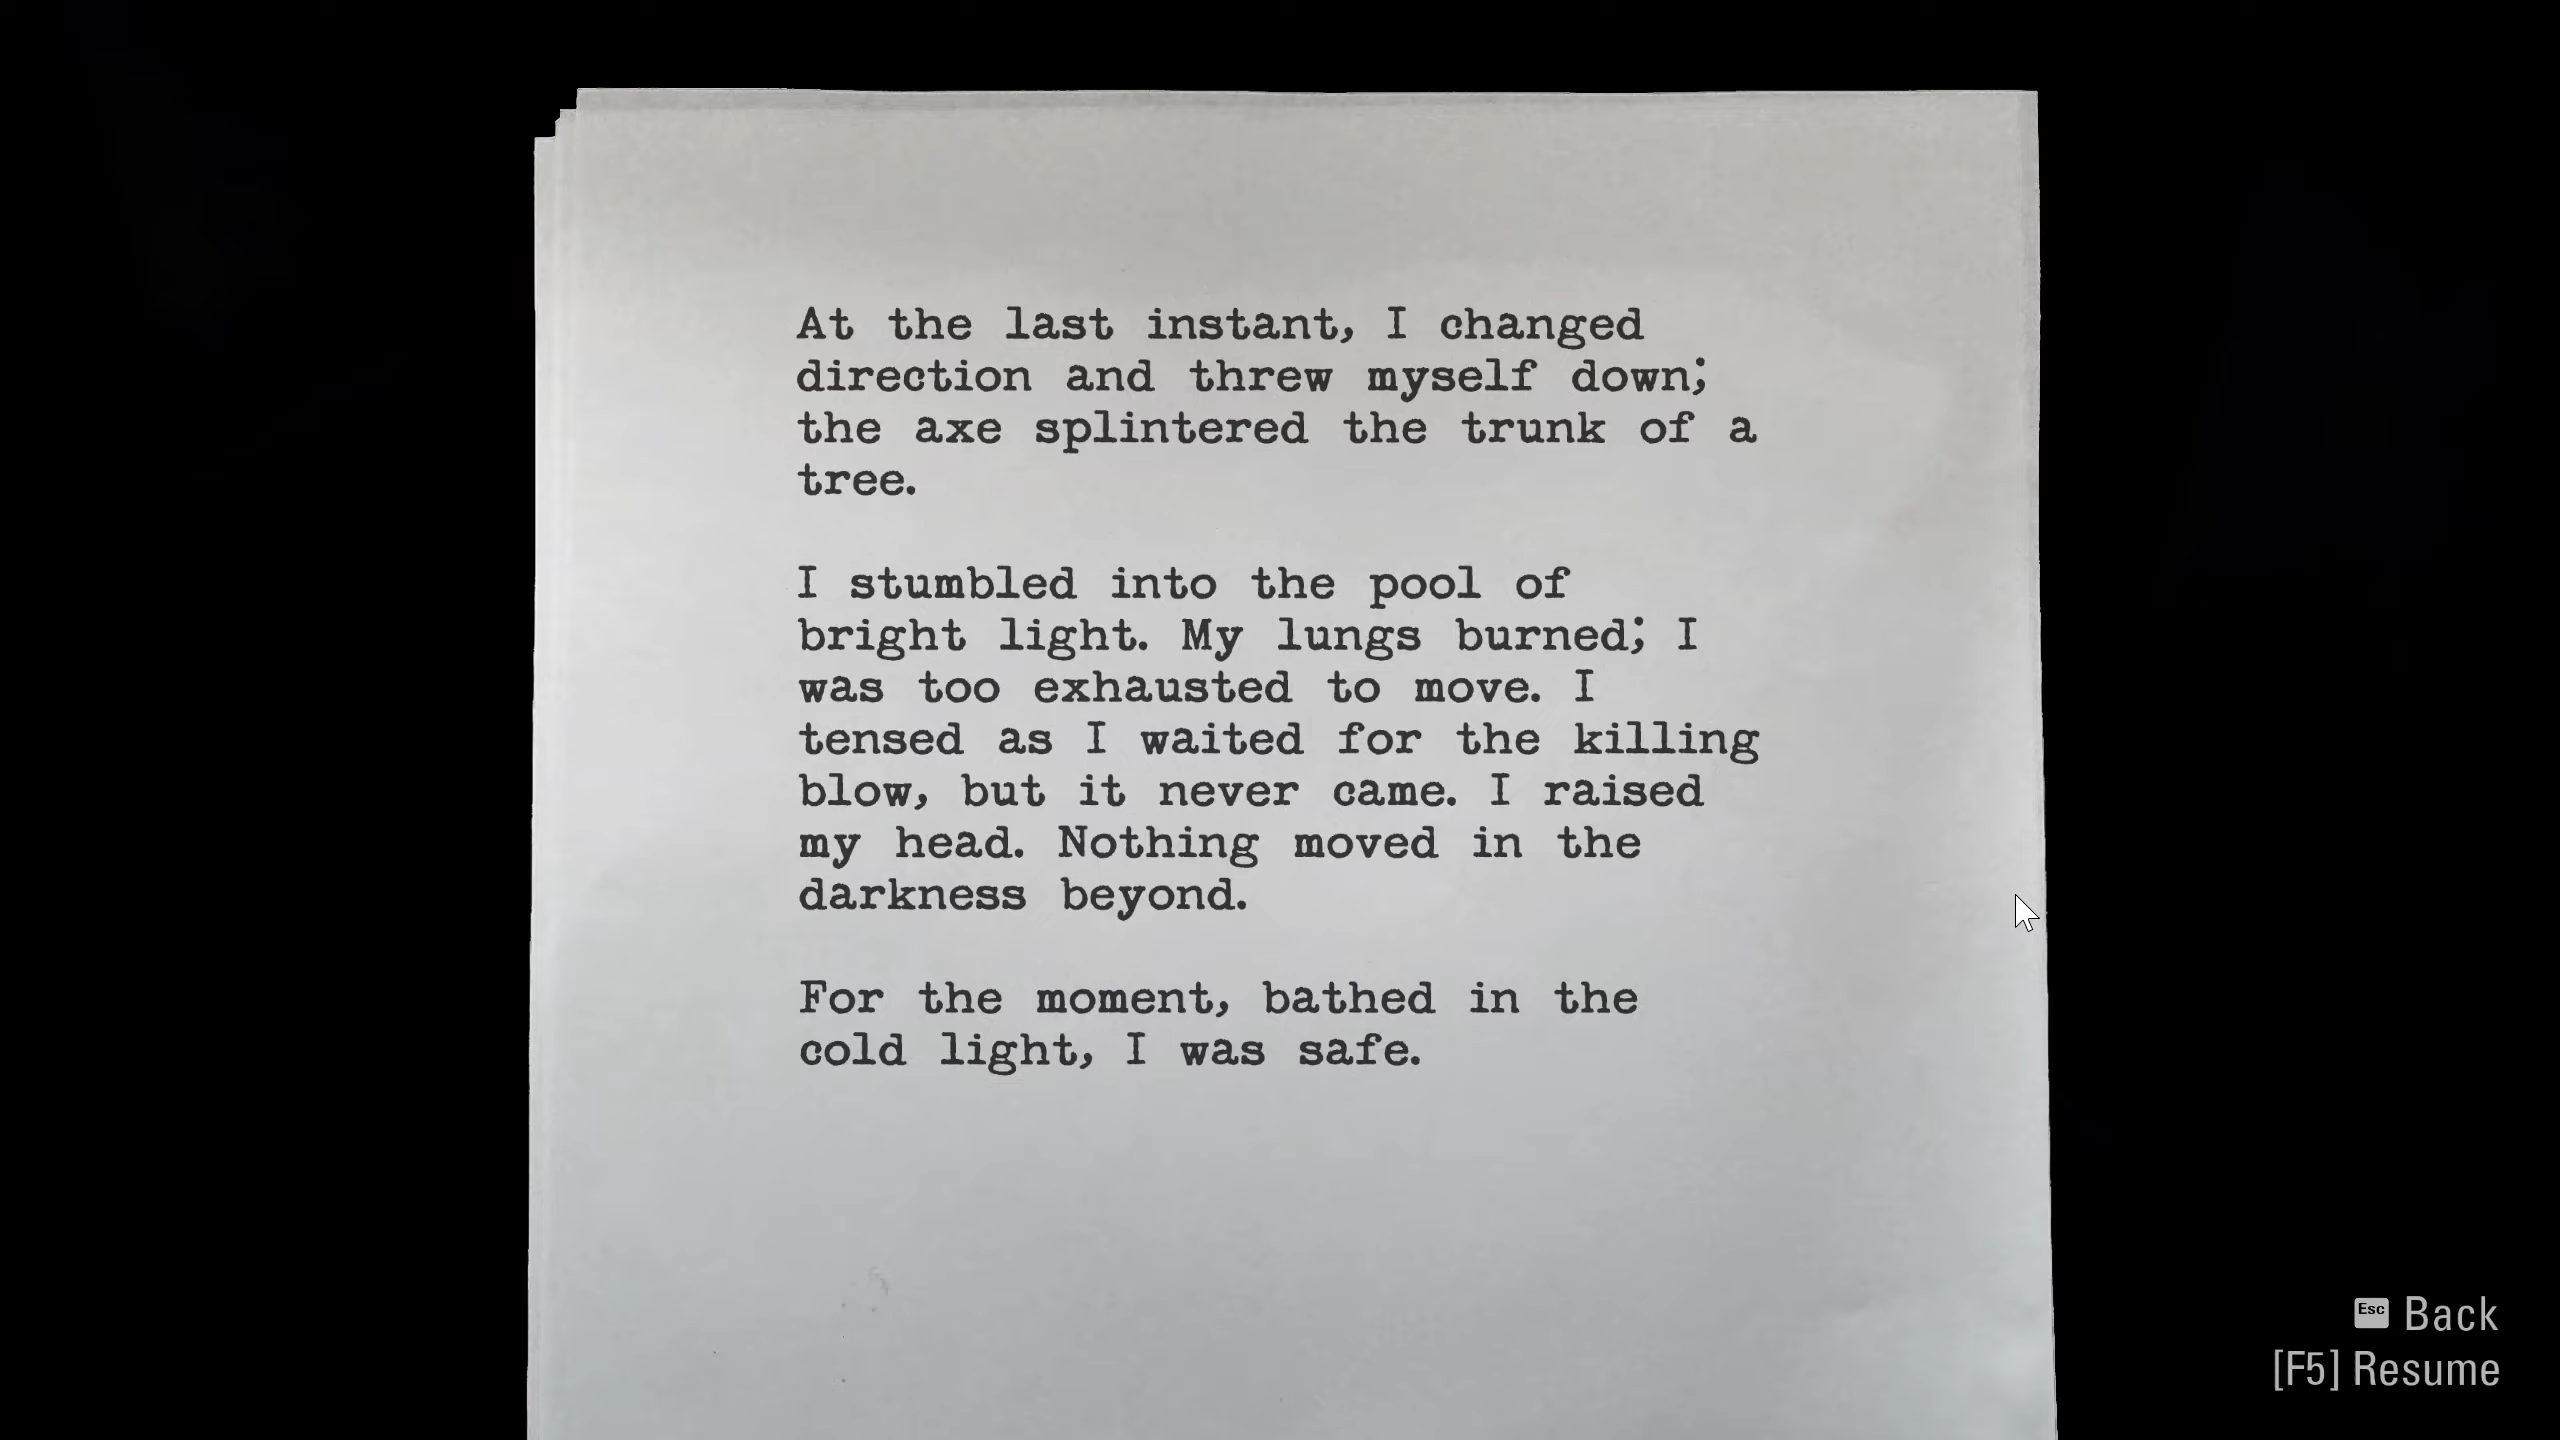 At the last instant, I changed
direction and threw myself down;
the axe splintered the trunk of a
tree.
I stumbled into the pool of
bright light. My lungs burned; I
was too exhausted to move. I
tensed as I waited for the killing
blow, but it never came. I raised
my head. Nothing moved in the
darkness beyond.
For the moment, bathed in the
cold light, I was safe.
Esc Back
[F5] Resume